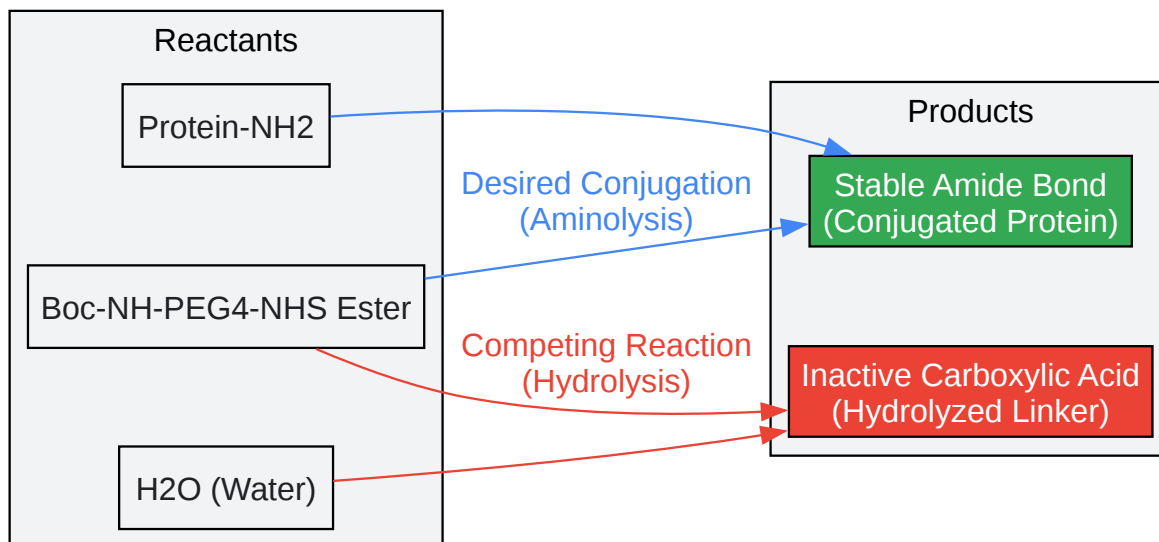 Reactants
Protein-NH2
Boc-NH-PEG4-NHS Ester
H2O (Water)
Desired Conjugation
(Aminolysis)
Competing Reaction
(Hydrolysis)
Products
Stable Amide Bond
(Conjugated Protein)
Inactive Carboxylic Acid
(Hydrolyzed Linker)